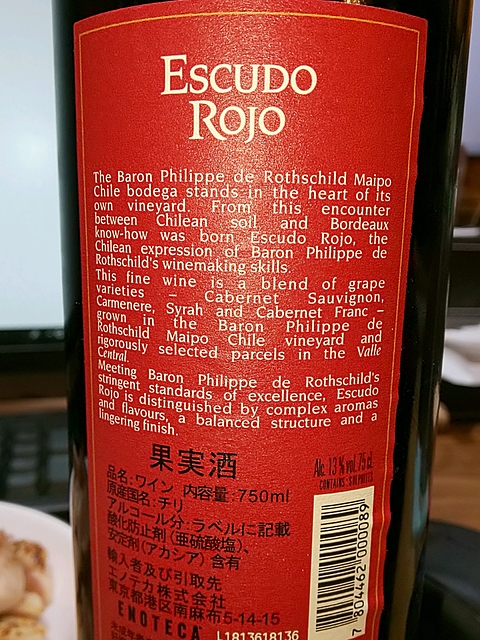 ESCUDO
ROJO
The Baron Philippe de Rothschild Maipo
Chile bodega stands in the heart of its
own vineyard. From this encounter
between Chilean soil and Bordeaux
know-how was born Escudo Rojo, the
Chilean expression of Baron Philippe de
Rothschild's winemaking skills.
This fine wine is a blend of grape
varieties – Cabernet Sauvignon,
Carmenere, Syrah and Cabernet Franc –
grown in the Baron Philippe de
Rothschild Maipo Chile vineyard and
rigorously selected parcels in the Valle
Central.
Meeting Baron Philippe de Rothschild's
stringent standards of excellence, Escudo
Rojo is distinguished by complex aromas
and flavours, a balanced structure and a
lingering finish.
果実酒
Alc. 13 % vol. 75 cl.
CONTAINS : SULPHITES
品名:ワイン 内容量:750ml
原産国名:チリ
アルコール分:ラベルに記載
酸化防止剤(亜硫酸塩)、
安定剤(アカシア)含有
輸入者及び引取先
エノテカ株式会社
東京都港区南麻布5-14-15
ENOTECA
L1813618136
7 804462 000089